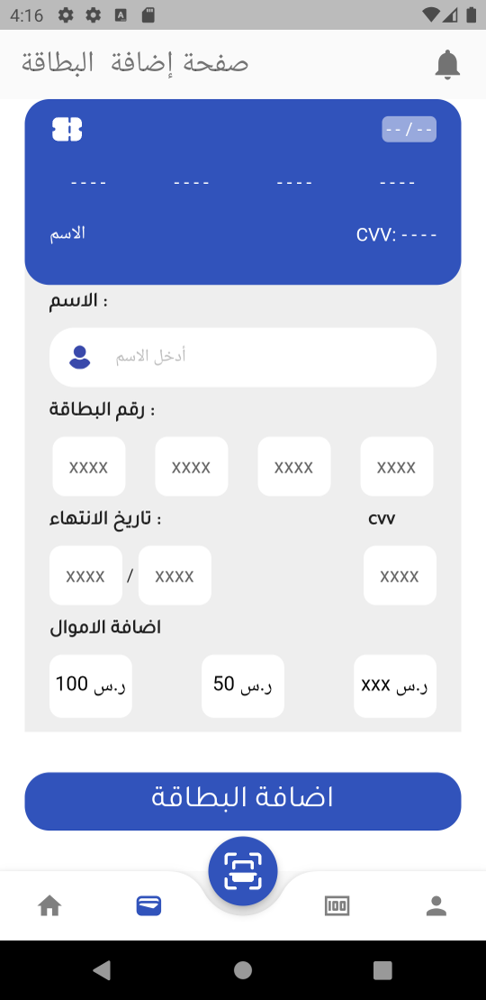 4:16
صفحة إضافة البطاقة
-- / --
---- ---- ---- ----
الاسم
CVV: ----
الاسم :
أدخل الاسم
رقم البطاقة :
xxxx xxxx xxxx xxxx
تاريخ الانتهاء :
cvv
xxxx / xxxx
xxxx
اضافة الاموال
100 ر.س
50 ر.س
xxx ر.س
اضافة البطاقة
100